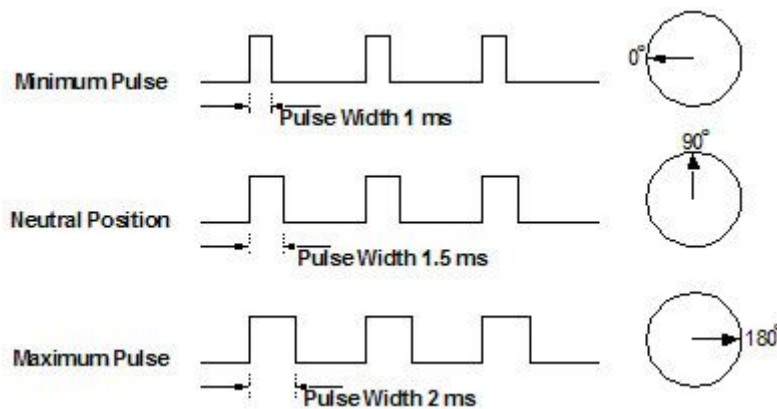 Minimum Pulse
0°
Pulse Width 1 ms
90°
Neutral Position
Pulse Width 1.5 ms
Maximum Pulse
180°
Pulse Width 2 ms